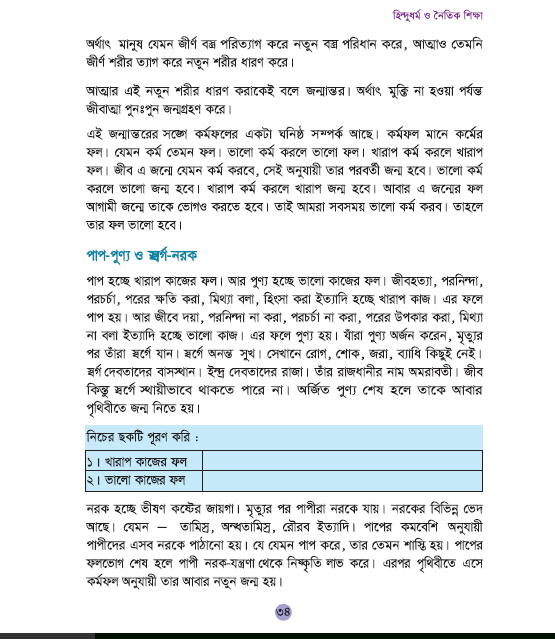 হিন্দুধর্ম ও নৈতিক শিক্ষা
অর্থাৎ মানুষ যেমন জীর্ণ বস্ত্র পরিত্যাগ করে নতুন বস্ত্র পরিধান করে, আত্মাও তেমনি
জীর্ণ শরীর ত্যাগ করে নতুন শরীর ধারণ করে।
আত্মার এই নতুন শরীর ধারণ করাকেই বলে জন্মান্তর। অর্থাৎ মুক্তি না হওয়া পর্যন্ত
জীবাত্মা পুনঃপুন জন্মগ্রহণ করে।
এই জন্মান্তরের সঙ্গে কর্মফলের একটা ঘনিষ্ঠ সম্পর্ক আছে। কর্মফল মানে কর্মের
ফল। যেমন কর্ম তেমন ফল। ভালো কর্ম করলে ভালো ফল। খারাপ কর্ম করলে খারাপ
ফল। জীব এ জন্মে যেমন কর্ম করবে, সেই অনুযায়ী তার পরবর্তী জন্ম হবে। ভালো কর্ম
করলে ভালো জন্ম হবে। খারাপ কর্ম করলে খারাপ জন্ম হবে। আবার এ জন্মের ফল
আগামী জন্মে তাকে ভোগও করতে হবে। তাই আমরা সবসময় ভালো কর্ম করব। তাহলে
তার ফল ভালো হবে।
পাপ-পুণ্য ও স্বর্গ-নরক
পাপ হচ্ছে খারাপ কাজের ফল। আর পুণ্য হচ্ছে ভালো কাজের ফল। জীবহত্যা, পরনিন্দা,
পরচর্চা, পরের ক্ষতি করা, মিথ্যা বলা, হিংসা করা ইত্যাদি হচ্ছে খারাপ কাজ। এর ফলে
পাপ হয়। আর জীবে দয়া, পরনিন্দা না করা, পরচর্চা না করা, পরের উপকার করা, মিথ্যা
না বলা ইত্যাদি হচ্ছে ভালো কাজ। এর ফলে পুণ্য হয়। যাঁরা পুণ্য অর্জন করেন, মৃত্যুর
পর তাঁরা স্বর্গে যান। স্বর্গে অনন্ত সুখ। সেখানে রোগ, শোক, জরা, ব্যাধি কিছুই নেই।
স্বর্গ দেবতাদের বাসস্থান। ইন্দ্র দেবতাদের রাজা। তাঁর রাজধানীর নাম অমরাবতী। জীব
কিন্তু স্বর্গে স্থায়ীভাবে থাকতে পারে না। অর্জিত পুণ্য শেষ হলে তাকে আবার
পৃথিবীতে জন্ম নিতে হয়।
নিচের ছকটি পূরণ করি :
১। খারাপ কাজের ফল
২। ভালো কাজের ফল
নরক হচ্ছে ভীষণ কষ্টের জায়গা। মৃত্যুর পর পাপীরা নরকে যায়। নরকের বিভিন্ন ভেদ
আছে। যেমন — তামিস্র, অন্ধতামিস্র, রৌরব ইত্যাদি। পাপের কমবেশি অনুযায়ী
পাপীদের এসব নরকে পাঠানো হয়। যে যেমন পাপ করে, তার তেমন শাস্তি হয়। পাপের
ফলভোগ শেষ হলে পাপী নরক-যন্ত্রণা থেকে নিষ্কৃতি লাভ করে। এরপর পৃথিবীতে এসে
কর্মফল অনুযায়ী তার আবার নতুন জন্ম হয়।
৩৪